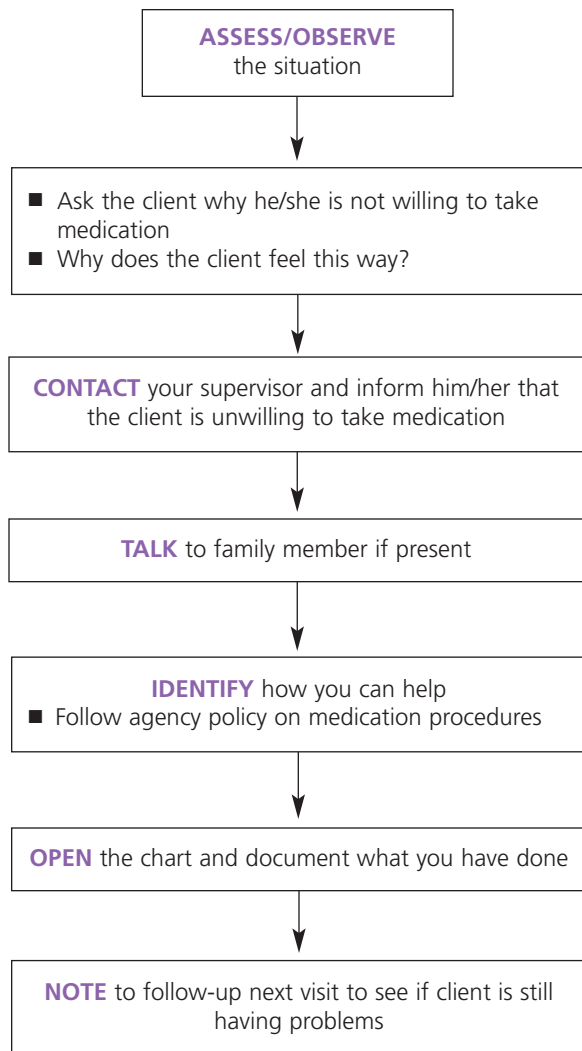 ASSESS/OBSERVE
the situation
■ Ask the client why he/she is not willing to take
medication
■ Why does the client feel this way?
CONTACT your supervisor and inform him/her that
the client is unwilling to take medication
TALK to family member if present
IDENTIFY how you can help
■ Follow agency policy on medication procedures
OPEN the chart and document what you have done
NOTE to follow-up next visit to see if client is still
having problems